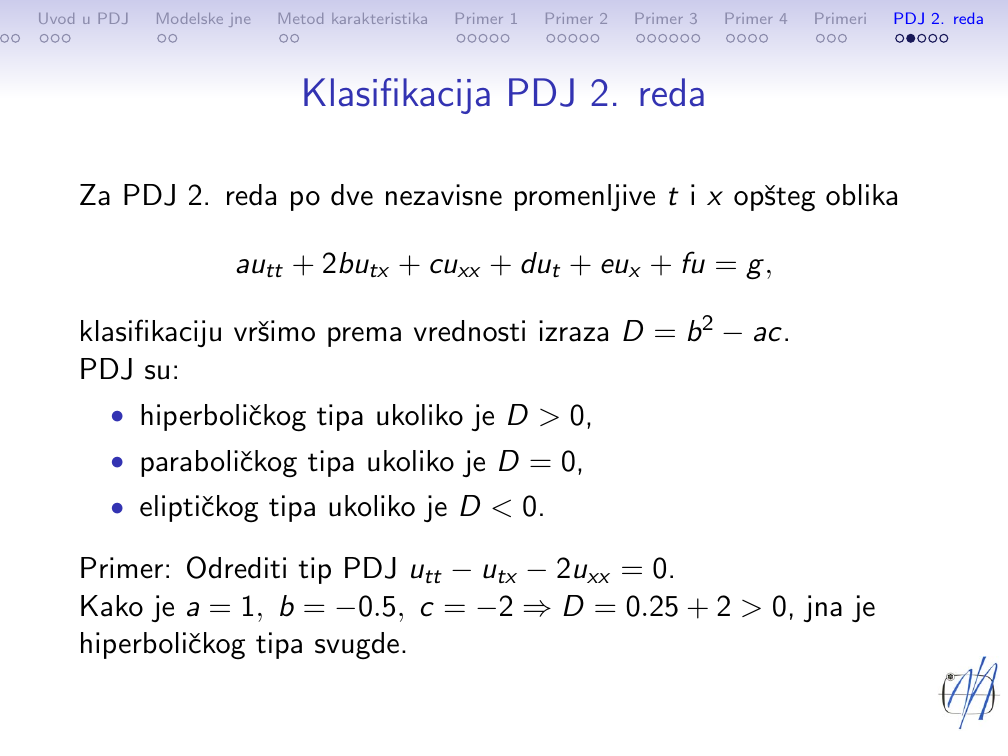 Uvod u PDJ Modelske jne Metod karakteristika Primer 1 Primer 2 Primer 3 Primer 4 Primeri PDJ 2. reda
Klasifikacija PDJ 2. reda
Za PDJ 2. reda po dve nezavisne promenljive t i x opšteg oblika
au_{tt} + 2bu_{tx} + cu_{xx} + du_t + eu_x + fu = g,
klasifikaciju vršimo prema vrednosti izraza D = b² − ac.
PDJ su:
• hiperboličkog tipa ukoliko je D > 0,
• paraboličkog tipa ukoliko je D = 0,
• eliptičkog tipa ukoliko je D < 0.
Primer: Odrediti tip PDJ u_{tt} − u_{tx} − 2u_{xx} = 0.
Kako je a = 1, b = −0.5, c = −2 ⇒ D = 0.25 + 2 > 0, jna je
hiperboličkog tipa svugde.